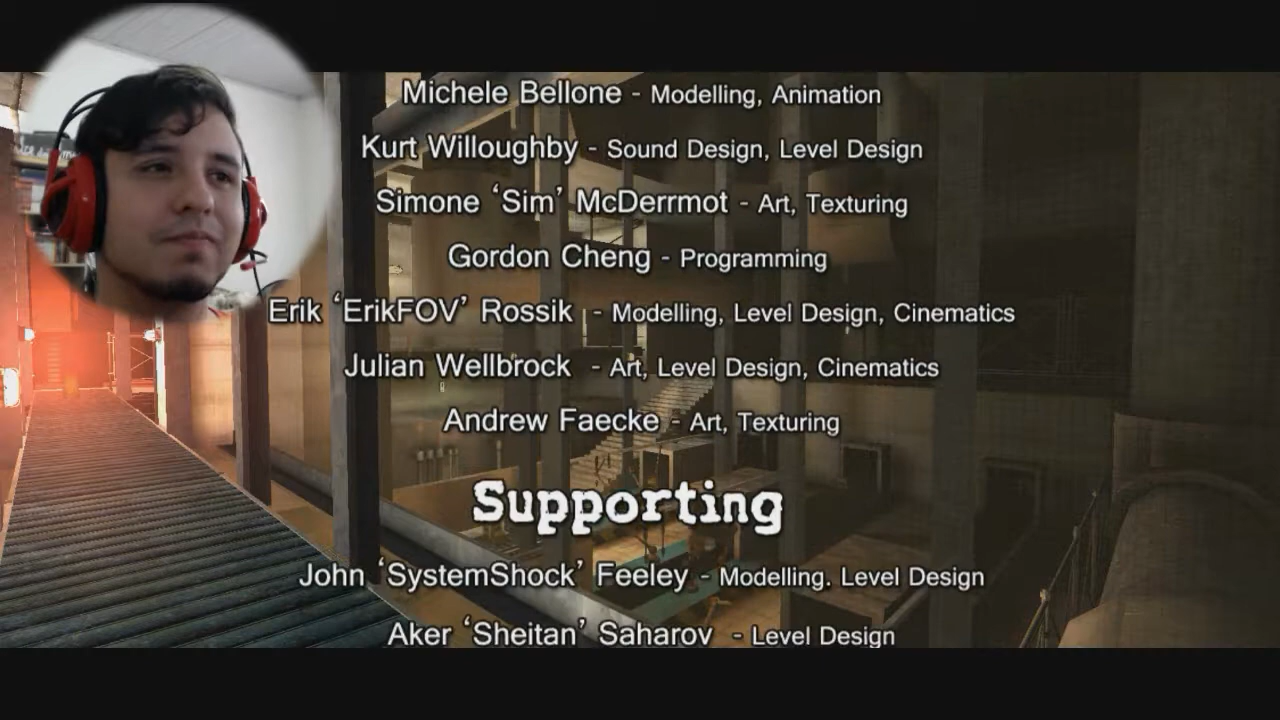 Michele Bellone - Modelling, Animation
Kurt Willoughby - Sound Design, Level Design
Simone ‘Sim’ McDerrmot - Art, Texturing
Gordon Cheng - Programming
Erik ‘ErikFOV’ Rossik - Modelling, Level Design, Cinematics
Julian Wellbrock - Art, Level Design, Cinematics
Andrew Faecke - Art, Texturing
Supporting
John ‘SystemShock’ Feeley - Modelling. Level Design
Aker ‘Sheitan’ Saharov - Level Design